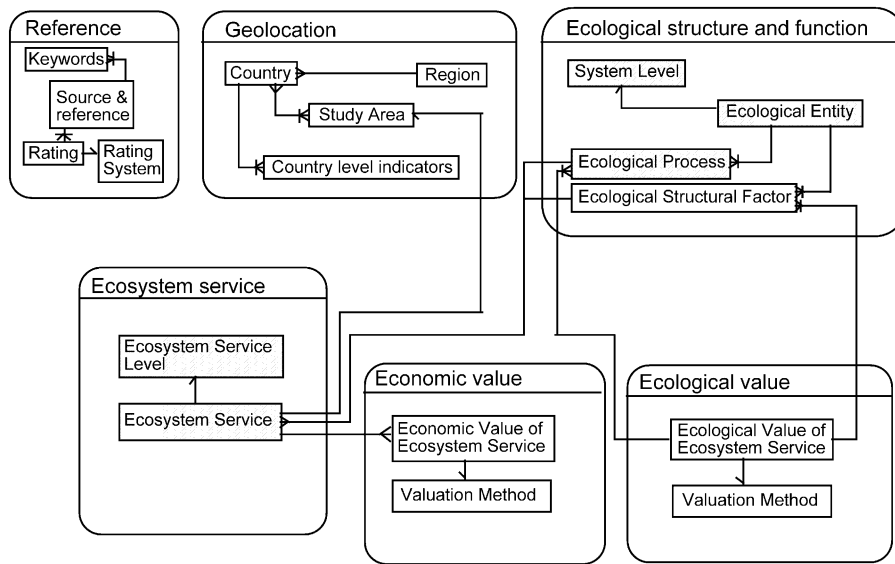 Reference
Keywords
Source &
reference
Rating
Rating
System
Geolocation
Country
Region
Study Area
Country level indicators
Ecological structure and function
System Level
Ecological Entity
Ecological Process
Ecological Structural Factor
Ecosystem service
Ecosystem Service
Level
Ecosystem Service
Economic value
Economic Value of
Ecosystem Service
Valuation Method
Ecological value
Ecological Value of
Ecosystem Service
Valuation Method